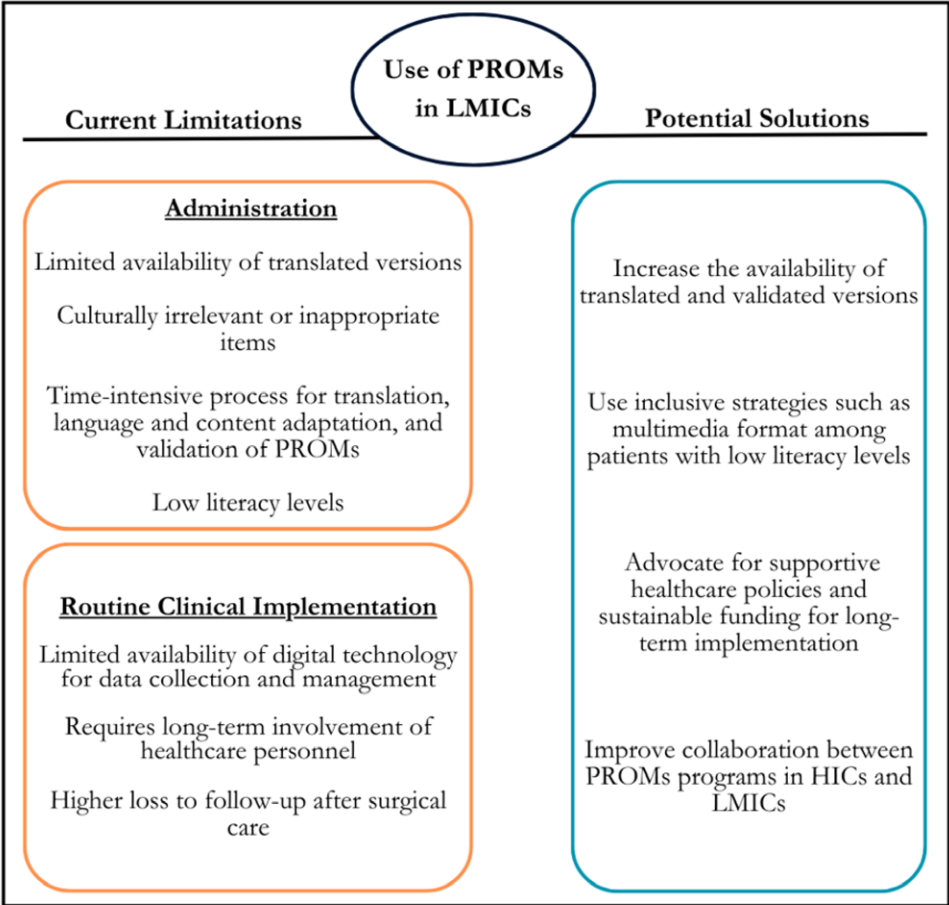 Use of PROMs
in LMICs
Current Limitations
Potential Solutions
Administration
Limited availability of translated versions
Culturally irrelevant or inappropriate
items
Time-intensive process for translation,
language and content adaptation, and
validation of PROMs
Low literacy levels
Routine Clinical Implementation
Limited availability of digital technology
for data collection and management
Requires long-term involvement of
healthcare personnel
Higher loss to follow-up after surgical
care
Increase the availability of
translated and validated versions
Use inclusive strategies such as
multimedia format among
patients with low literacy levels
Advocate for supportive
healthcare policies and
sustainable funding for long-
term implementation
Improve collaboration between
PROMs programs in HICs and
LMICs